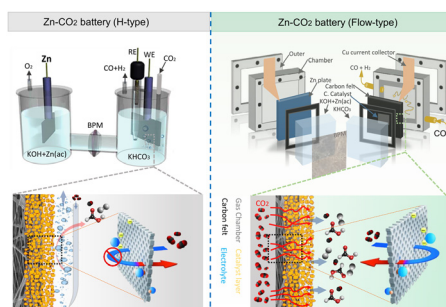 Zn-CO₂ battery (H-type)
Zn-CO₂ battery (Flow-type)
RE
WE
Zn
CO+H₂
CO₂
O₂
BPM
KOH+Zn(ac)
KHCO₃
Outer
Chamber
Zn plate
Cu current collector
CO + H₂
Carbon felt
C. Catalyst
KOH+Zn(ac)
KHCO₃
BPM
CO
CO₂
Gas Chamber
Carbon felt
Catalyst layer
Electrolyte